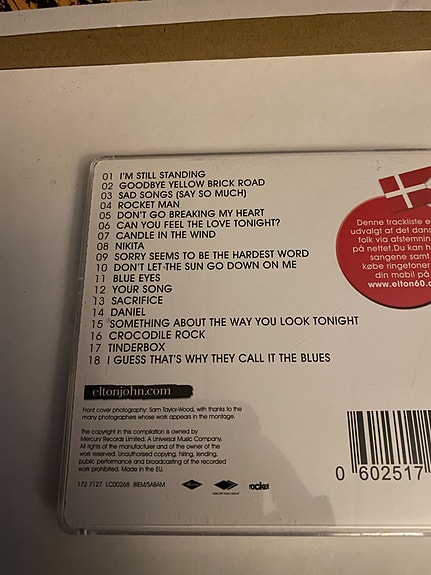 01 I'M STILL STANDING
02 GOODBYE YELLOW BRICK ROAD
03 SAD SONGS (SAY SO MUCH)
04 ROCKET MAN
05 DON'T GO BREAKING MY HEART
06 CAN YOU FEEL THE LOVE TONIGHT?
07 CANDLE IN THE WIND
08 NIKITA
09 SORRY SEEMS TO BE THE HARDEST WORD
10 DON'T LET THE SUN GO DOWN ON ME
11 BLUE EYES
12 YOUR SONG
13 SACRIFICE
14 DANIEL
15 SOMETHING ABOUT THE WAY YOU LOOK TONIGHT
16 CROCODILE ROCK
17 TINDERBOX
18 I GUESS THAT'S WHY THEY CALL IT THE BLUES
Denne trackliste e
udvalgt af det dans
folk via afstemnin
på nettet.Du kan h
sangene samt
købe ringetoner
din mobil på
www.elton60.d
eltonjohn.com
Front cover photography: Sam Taylor-Wood, with thanks to the
many photographers whose work appears in the montage.
The copyright in this compilation is owned by
Mercury Records Limited. A Universal Music Company.
All rights of the manufacturer and of the owner of the
work reserved. Unauthorised copying, hiring, lending,
public performance and broadcasting of the recorded
work prohibited. Made in the EU.
172 7127 LC00268 BIEM/SABAM
MERCURY MUSIC GROUP
rocket
0 602517